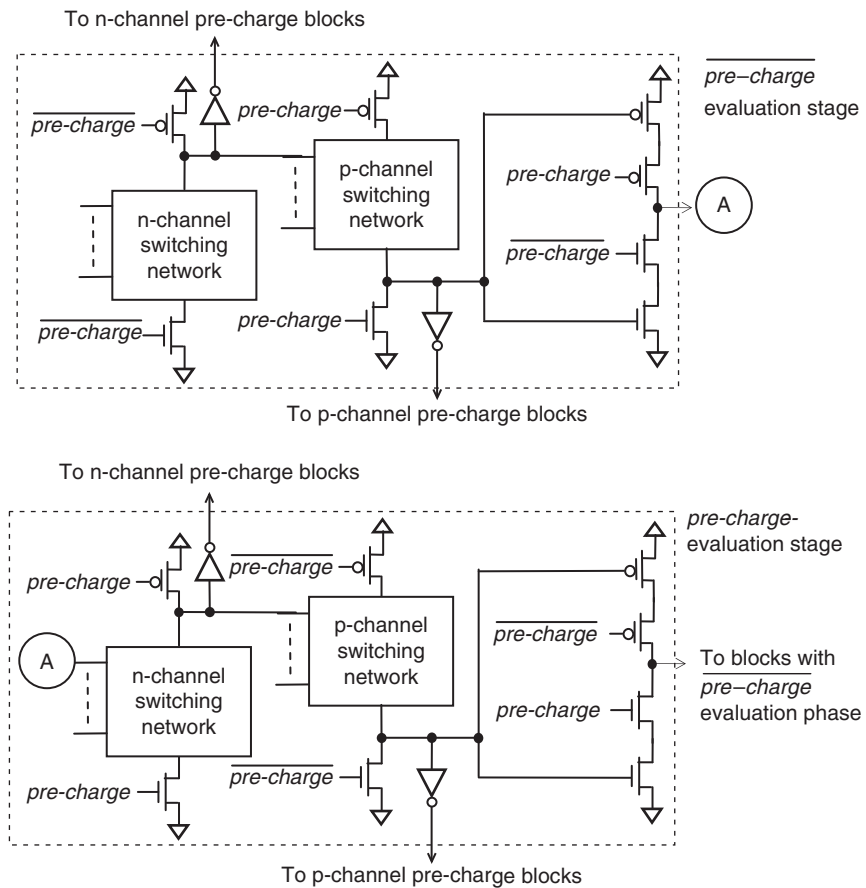 To n-channel pre-charge blocks
pre–charge
evaluation stage
pre-charge
pre-charge
p-channel
switching
network
pre-charge
A
n-channel
switching
network
pre-charge
pre-charge
pre-charge
To p-channel pre-charge blocks
To n-channel pre-charge blocks
pre-charge-
evaluation stage
pre-charge
pre-charge
p-channel
switching
network
pre-charge
A
n-channel
switching
network
To blocks with
pre–charge
evaluation phase
pre-charge
pre-charge
pre-charge
To p-channel pre-charge blocks